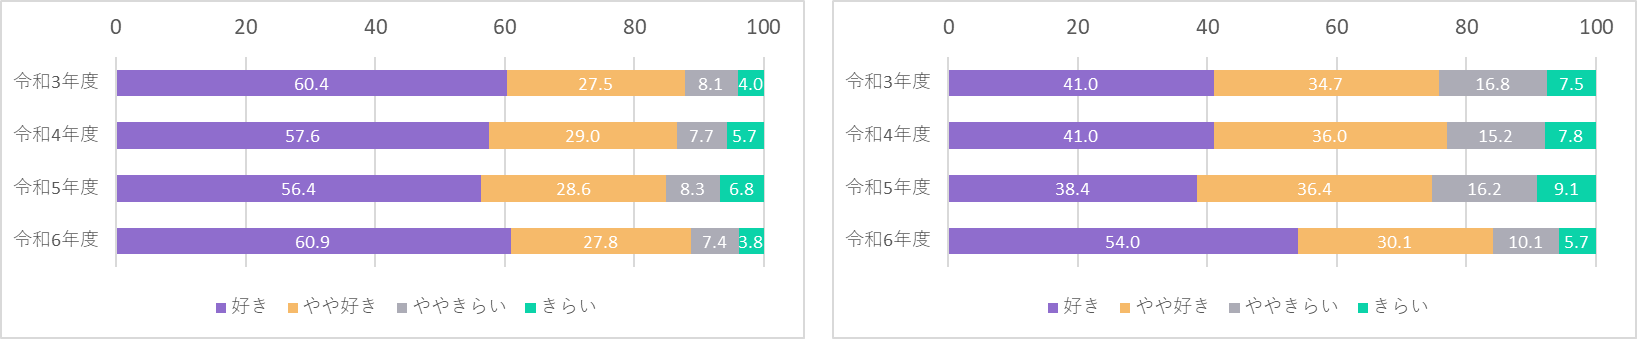 0 20 40 60 80 100
令和3年度 60.4 27.5 8.1 4.0
令和4年度 57.6 29.0 7.7 5.7
令和5年度 56.4 28.6 8.3 6.8
令和6年度 60.9 27.8 7.4 3.8
好き やや好き ややきらい きらい
0 20 40 60 80 100
令和3年度 41.0 34.7 16.8 7.5
令和4年度 41.0 36.0 15.2 7.8
令和5年度 38.4 36.4 16.2 9.1
令和6年度 54.0 30.1 10.1 5.7
好き やや好き ややきらい きらい